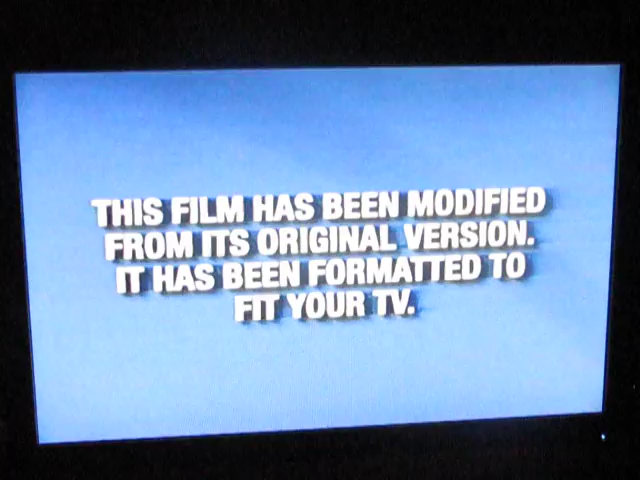 THIS FILM HAS BEEN MODIFIED
FROM ITS ORIGINAL VERSION.
IT HAS BEEN FORMATTED TO
FIT YOUR TV.